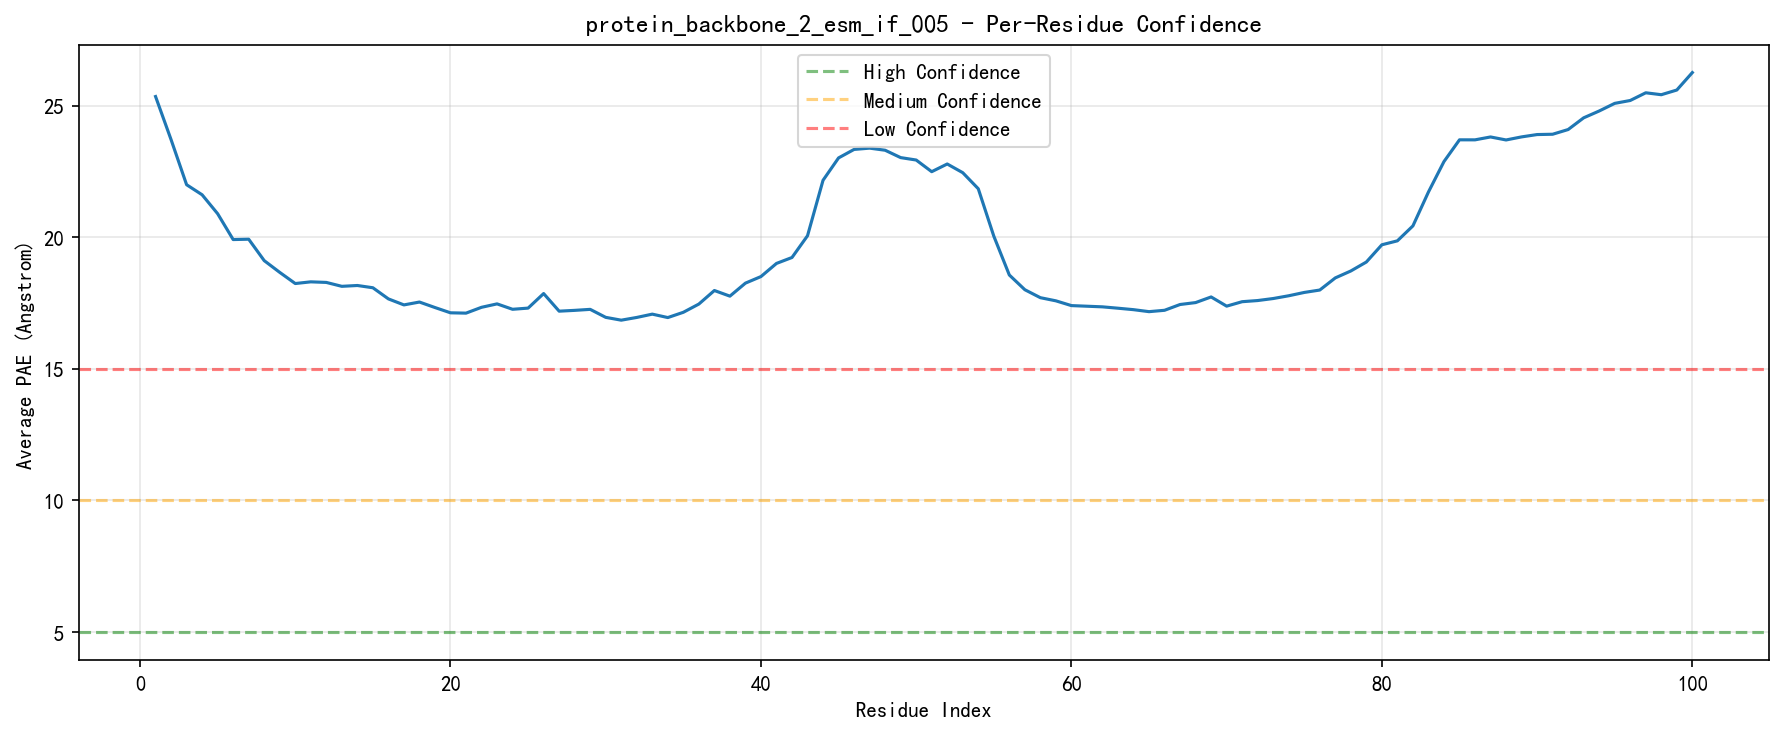 protein_backbone_2_esm_if_005 - Per-Residue Confidence
High Confidence
Medium Confidence
Low Confidence
Average PAE (Angstrom)
25
20
15
10
5
0 20 40 60 80 100
Residue Index